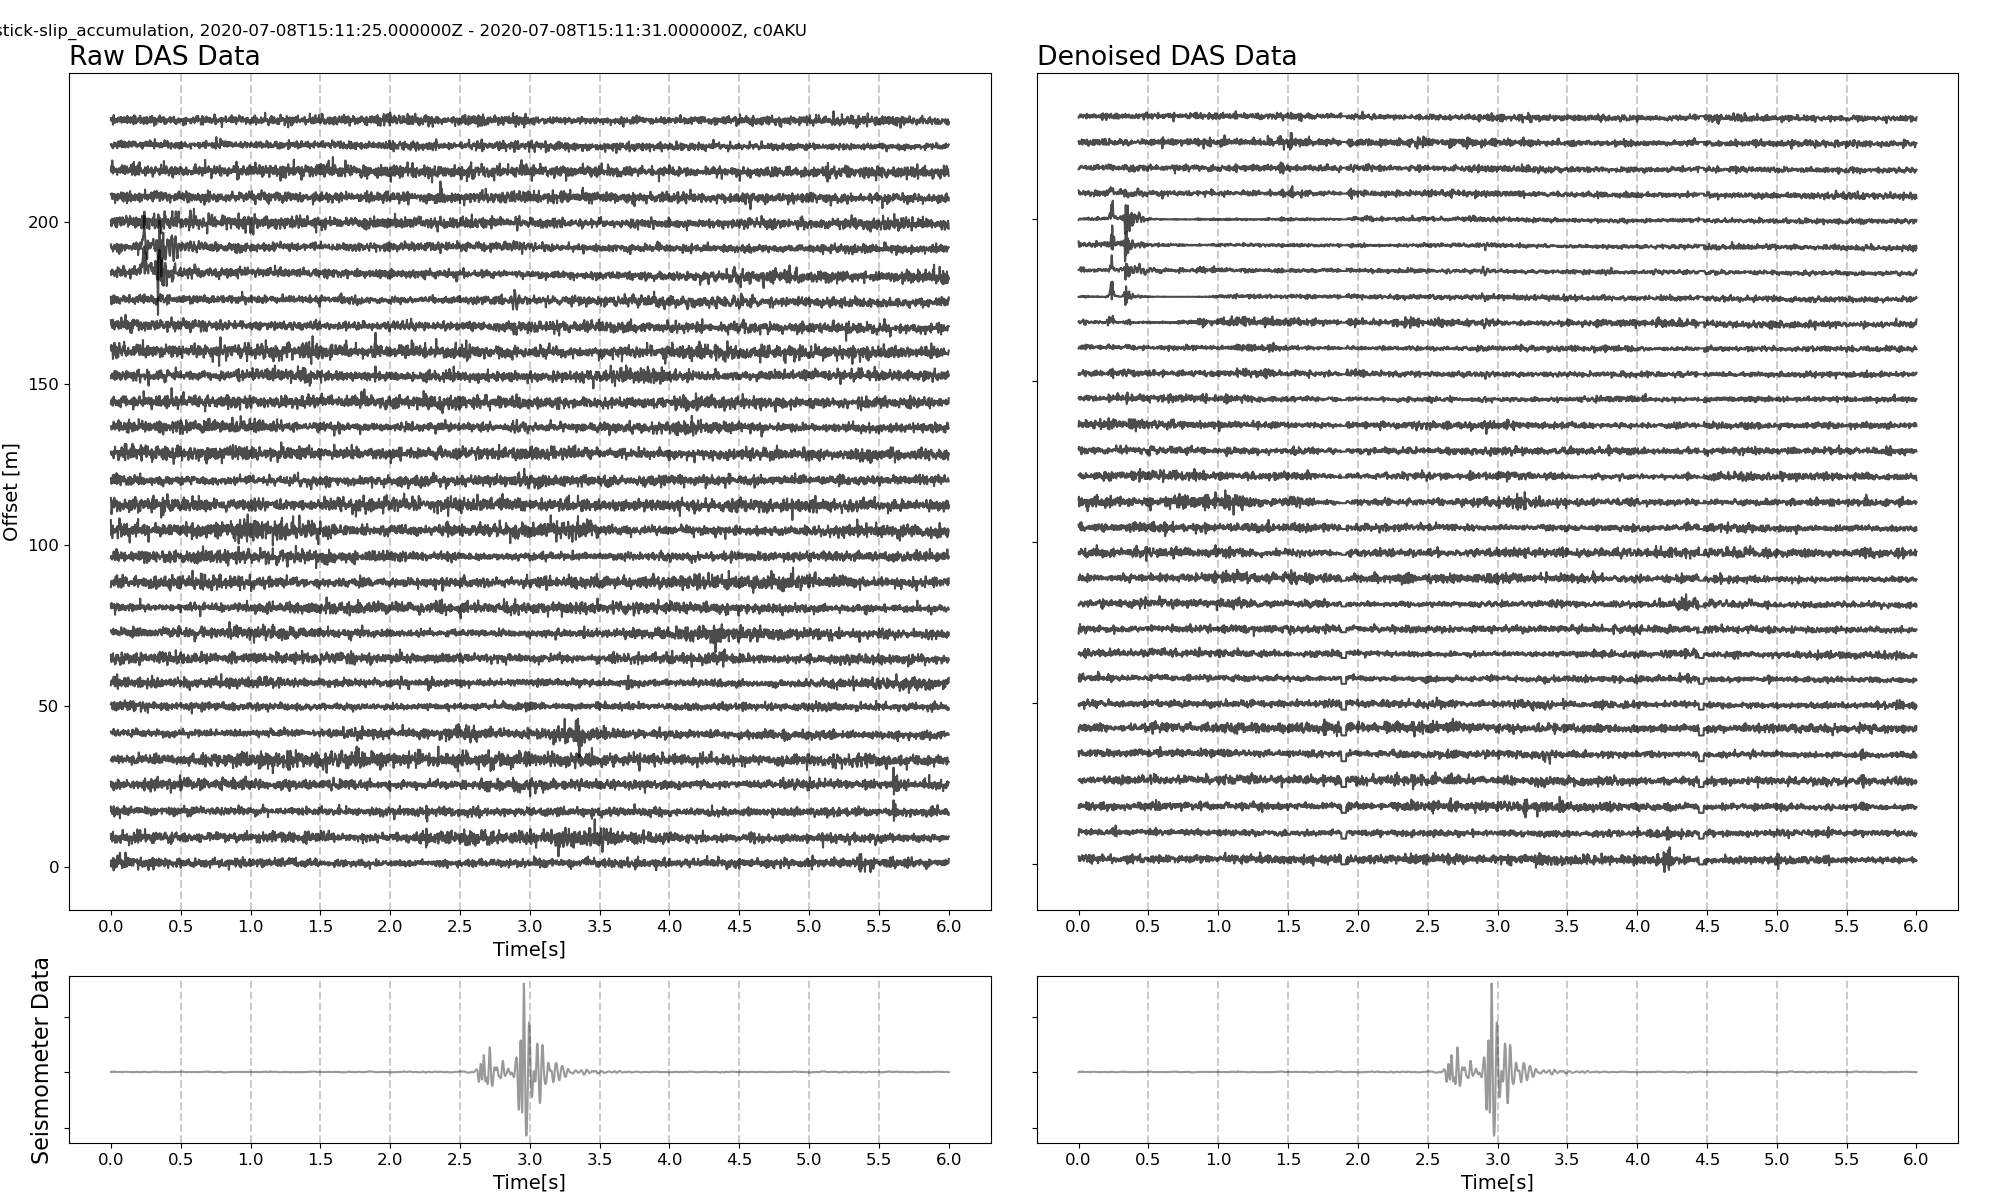 stick-slip_accumulation, 2020-07-08T15:11:25.000000Z - 2020-07-08T15:11:31.000000Z, c0AKU
Raw DAS Data
Denoised DAS Data
Offset [m]
200
150
100
50
0
0.0 0.5 1.0 1.5 2.0 2.5 3.0 3.5 4.0 4.5 5.0 5.5 6.0
Time[s]
0.0 0.5 1.0 1.5 2.0 2.5 3.0 3.5 4.0 4.5 5.0 5.5 6.0
Seismometer Data
0.0 0.5 1.0 1.5 2.0 2.5 3.0 3.5 4.0 4.5 5.0 5.5 6.0
Time[s]
0.0 0.5 1.0 1.5 2.0 2.5 3.0 3.5 4.0 4.5 5.0 5.5 6.0
Time[s]